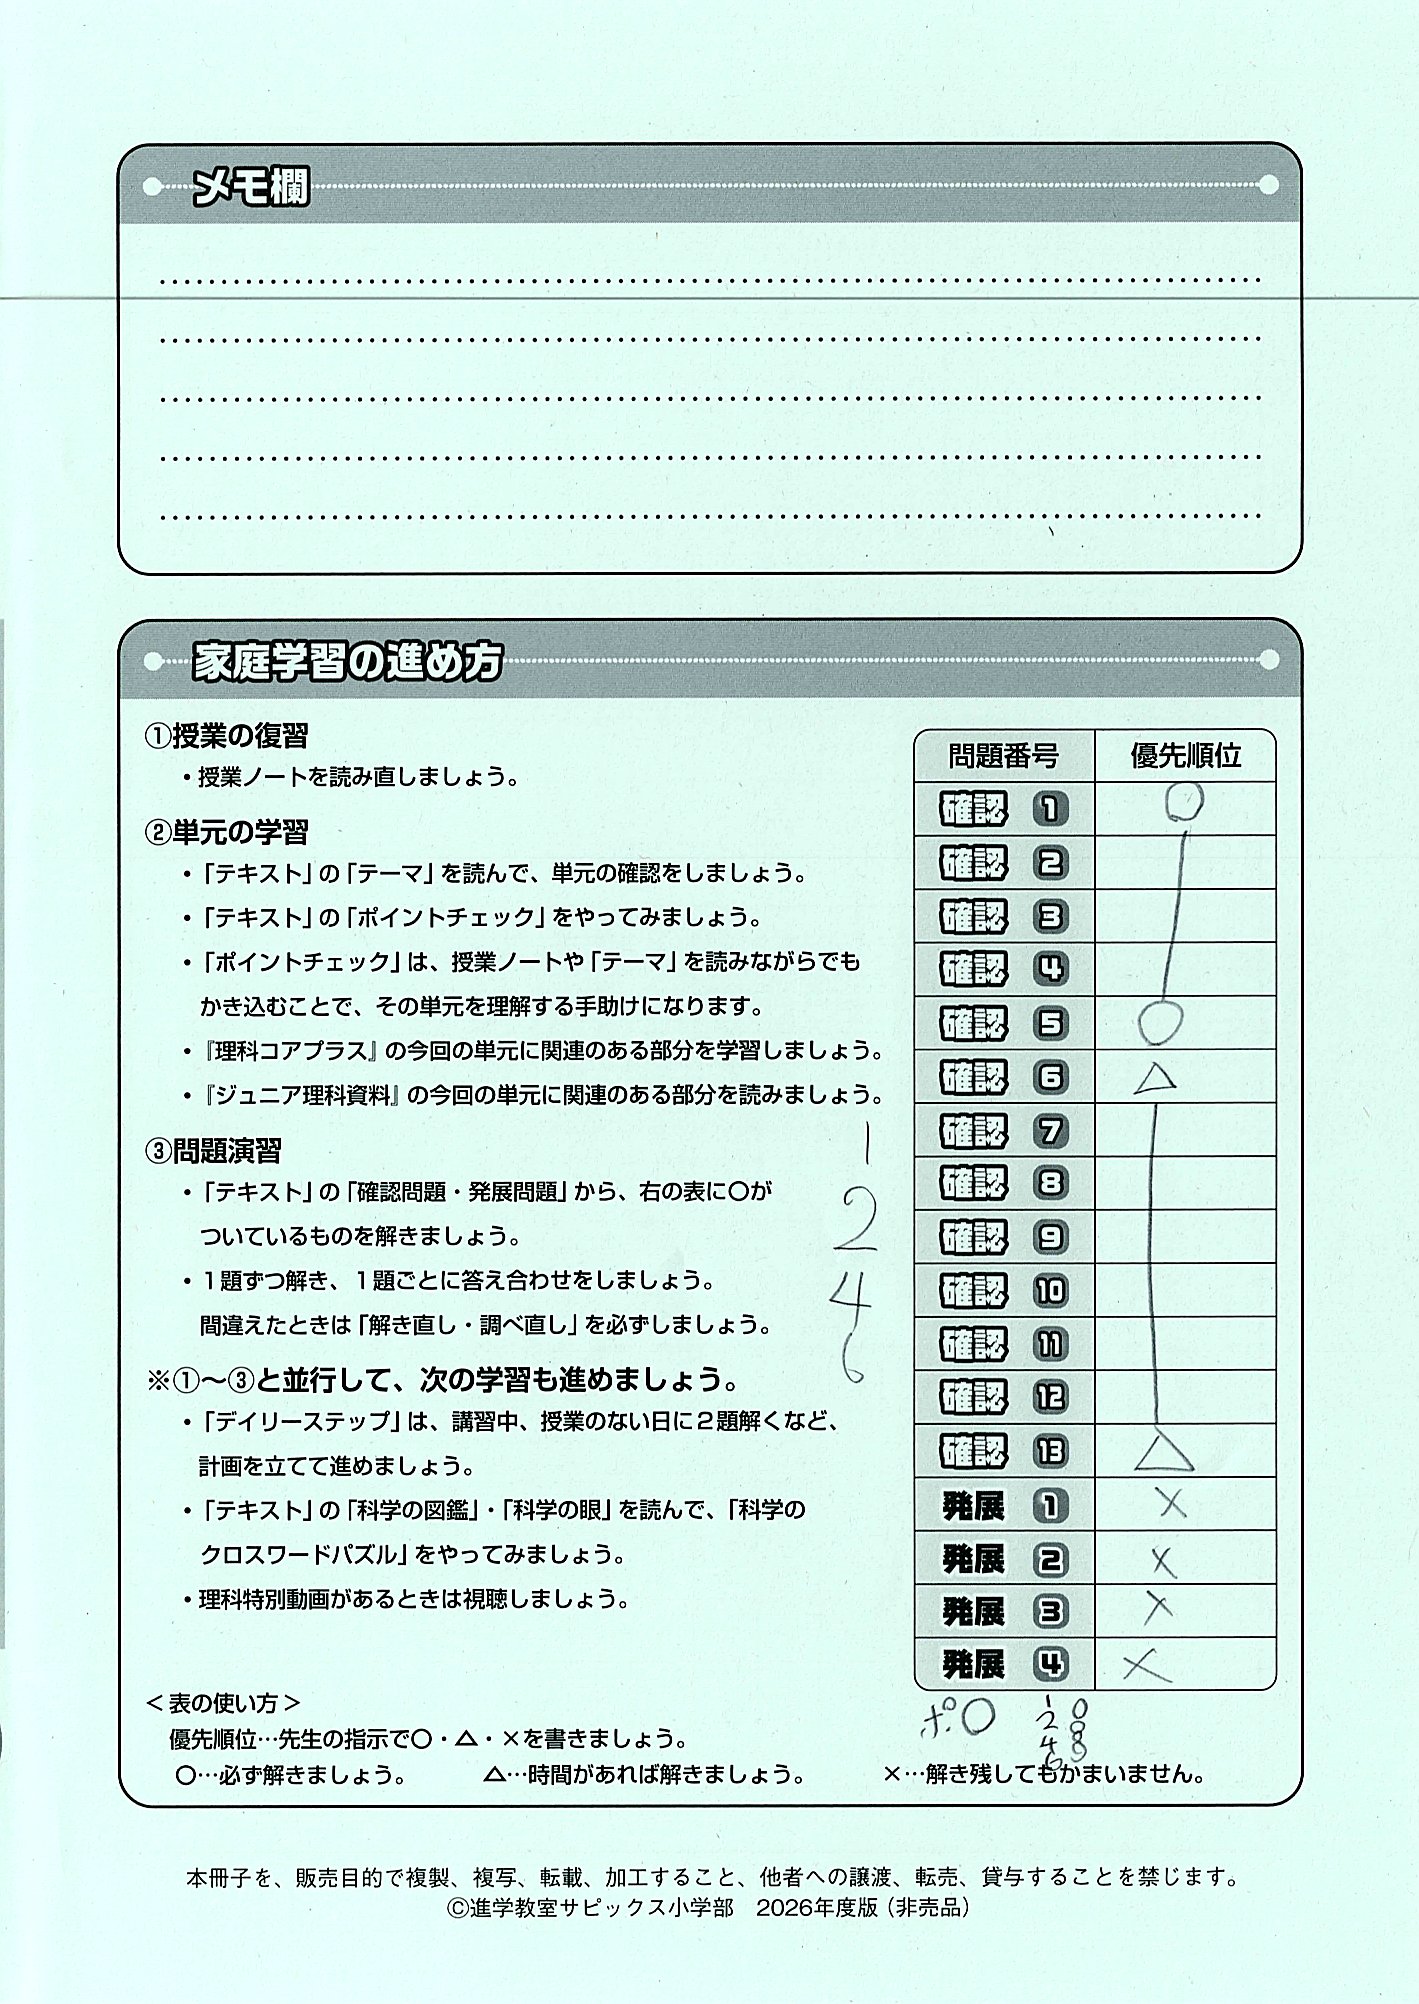 メモ欄
家庭学習の進め方
①授業の復習
・授業ノートを読み直しましょう。
②単元の学習
・「テキスト」の「テーマ」を読んで、単元の確認をしましょう。
・「テキスト」の「ポイントチェック」をやってみましょう。
・「ポイントチェック」は、授業ノートや「テーマ」を読みながらでも
かき込むことで、その単元を理解する手助けになります。
・『理科コアプラス』の今回の単元に関連のある部分を学習しましょう。
・『ジュニア理科資料』の今回の単元に関連のある部分を読みましょう。
③問題演習
・「テキスト」の「確認問題・発展問題」から、右の表に〇が
ついているものを解きましょう。
・１題ずつ解き、１題ごとに答え合わせをしましょう。
間違えたときは「解き直し・調べ直し」を必ずしましょう。
1
2
4
6
※①～③と並行して、次の学習も進めましょう。
・「デイリーステップ」は、講習中、授業のない日に２題解くなど、
計画を立てて進めましょう。
・「テキスト」の「科学の図鑑」・「科学の眼」を読んで、「科学の
クロスワードパズル」をやってみましょう。
・理科特別動画があるときは視聴しましょう。
問題番号 優先順位
確認 1 〇
確認 2
確認 3
確認 4
確認 5 〇
確認 6 △
確認 7
確認 8
確認 9
確認 10
確認 11
確認 12
確認 13 △
発展 1 ×
発展 2 ×
発展 3 ×
発展 4 ×
ポ〇
1
2
4
6
＜表の使い方＞
優先順位…先生の指示で〇・△・×を書きましょう。
〇…必ず解きましょう。 △…時間があれば解きましょう。 ×…解き残してもかまいません。
本冊子を、販売目的で複製、複写、転載、加工すること、他者への譲渡、転売、貸与することを禁じます。
©進学教室サピックス小学部 2026年度版（非売品）